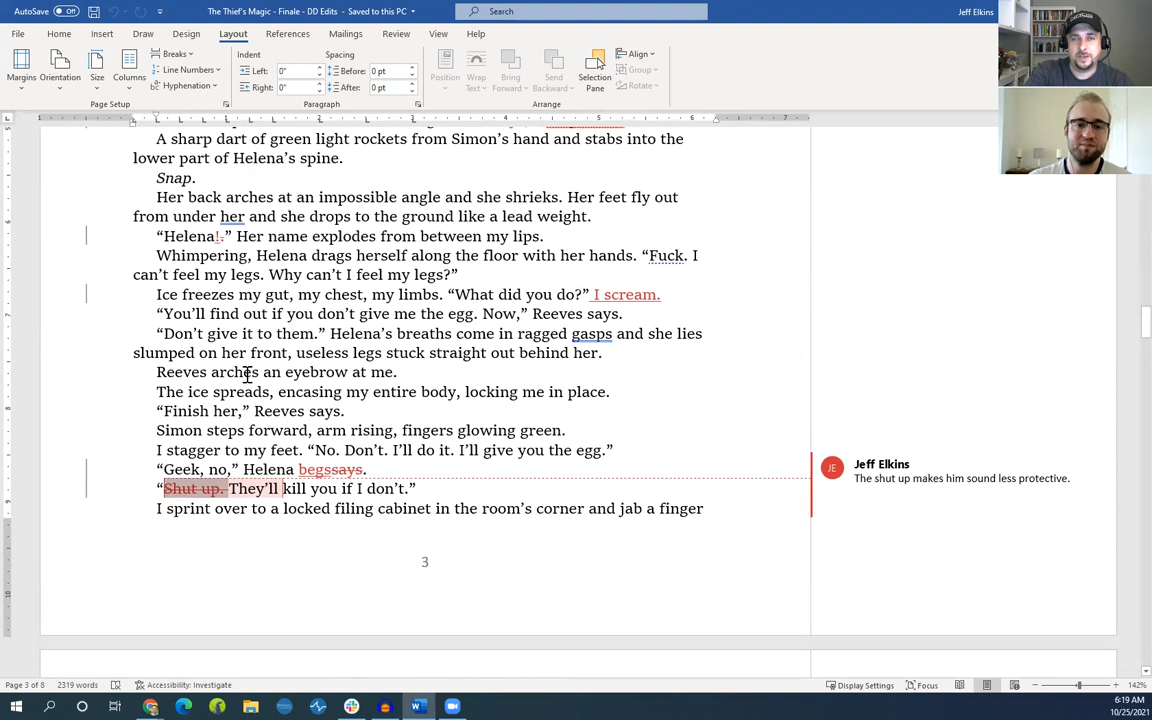 AutoSave Off The Thief's Magic - Finale - DD Edits - Saved to this PC Search Jeff Elkins
File Home Insert Draw Design Layout References Mailings Review View Help
Margins Orientation Size Columns Breaks Line Numbers Hyphenation Indent Left: 0" Right: 0" Spacing Before: 0 pt After: 0 pt Position Wrap Text Bring Forward Send Backward Selection Pane Align Group Rotate
Page Setup Paragraph Arrange
A sharp dart of green light rockets from Simon's hand and stabs into the
lower part of Helena's spine.
Snap.
Her back arches at an impossible angle and she shrieks. Her feet fly out
from under her and she drops to the ground like a lead weight.
“Helena!.” Her name explodes from between my lips.
Whimpering, Helena drags herself along the floor with her hands. “Fuck. I
can't feel my legs. Why can't I feel my legs?”
Ice freezes my gut, my chest, my limbs. “What did you do?” I scream.
“You'll find out if you don't give me the egg. Now,” Reeves says.
“Don't give it to them.” Helena's breaths come in ragged gasps and she lies
slumped on her front, useless legs stuck straight out behind her.
Reeves arches an eyebrow at me.
The ice spreads, encasing my entire body, locking me in place.
“Finish her,” Reeves says.
Simon steps forward, arm rising, fingers glowing green.
I stagger to my feet. “No. Don't. I'll do it. I'll give you the egg.”
“Geek, no,” Helena begssays.
“Shut up. They'll kill you if I don't.”
I sprint over to a locked filing cabinet in the room's corner and jab a finger
3
JE Jeff Elkins
The shut up makes him sound less protective.
Page 3 of 8 2319 words Accessibility: Investigate Display Settings Focus 142%
6:19 AM
10/25/2021